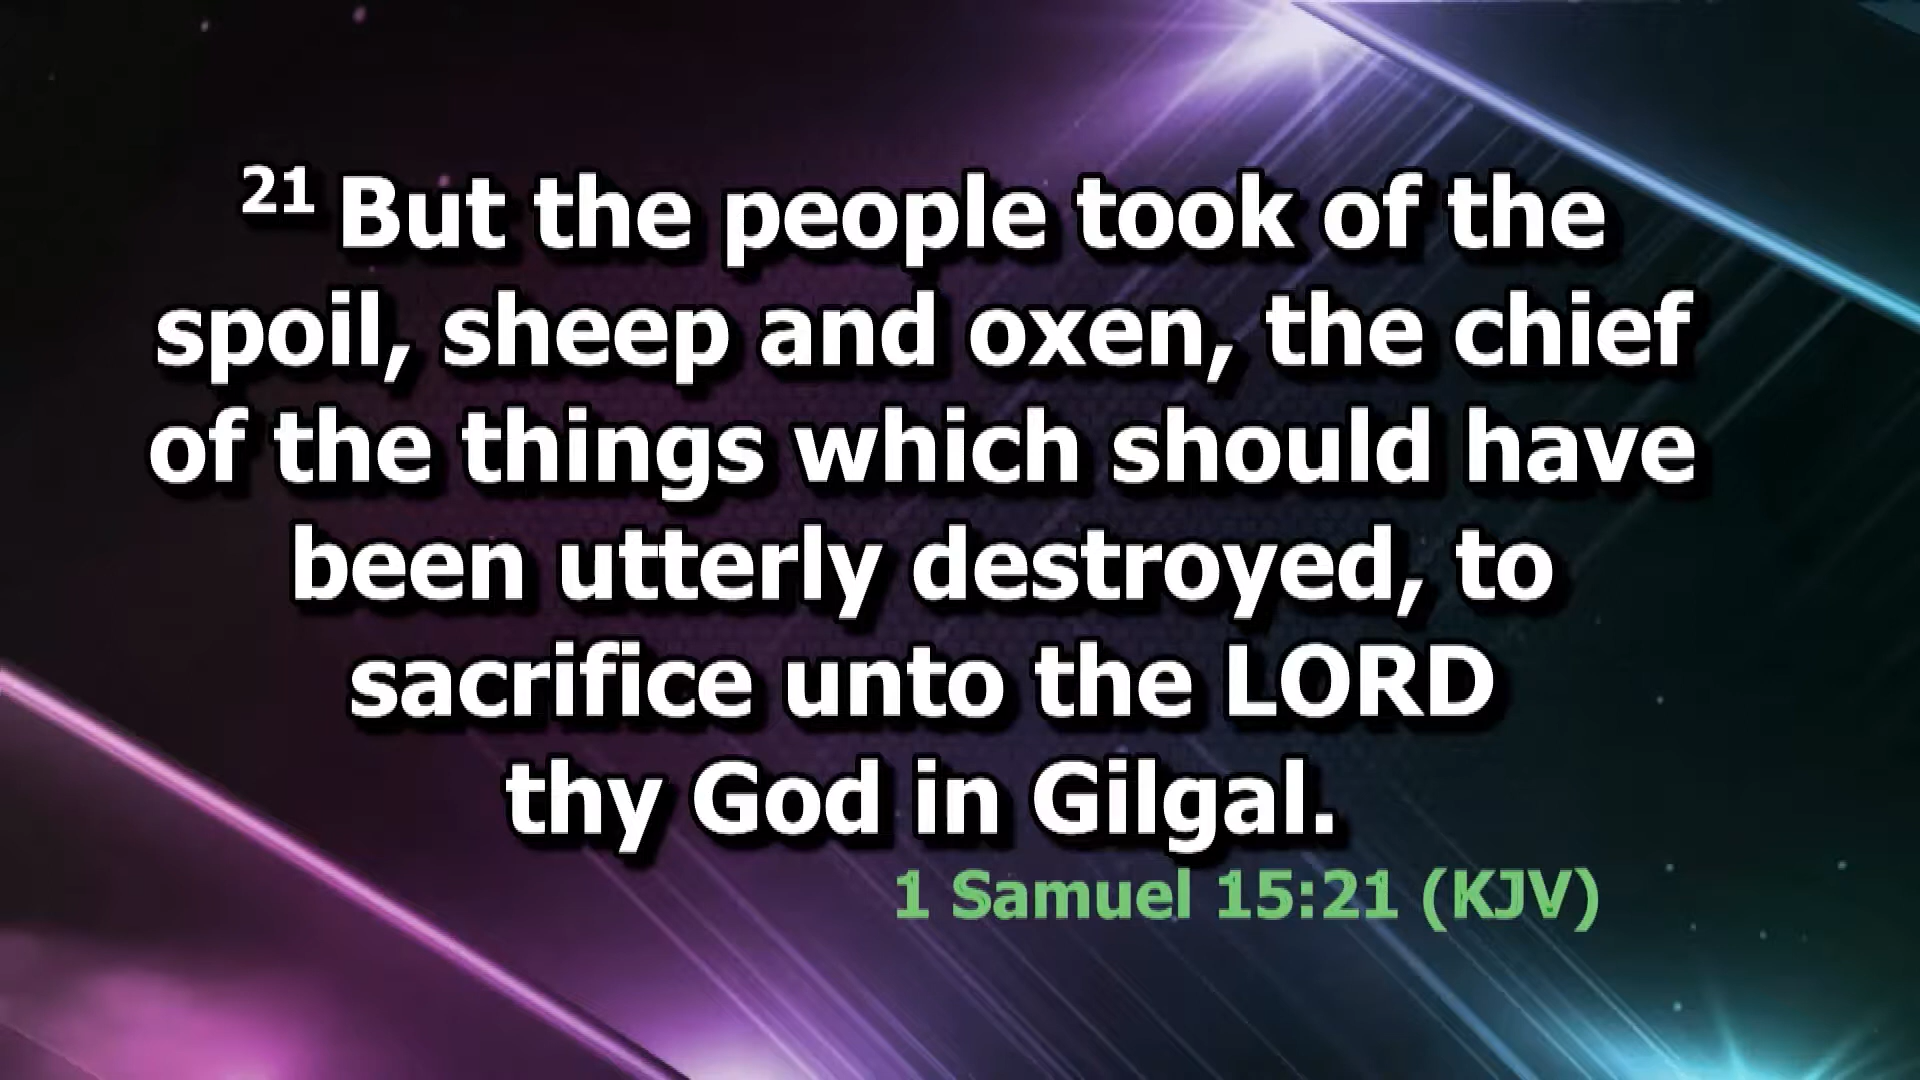 21 But the people took of the
spoil, sheep and oxen, the chief
of the things which should have
been utterly destroyed, to
sacrifice unto the LORD
thy God in Gilgal.
1 Samuel 15:21 (KJV)